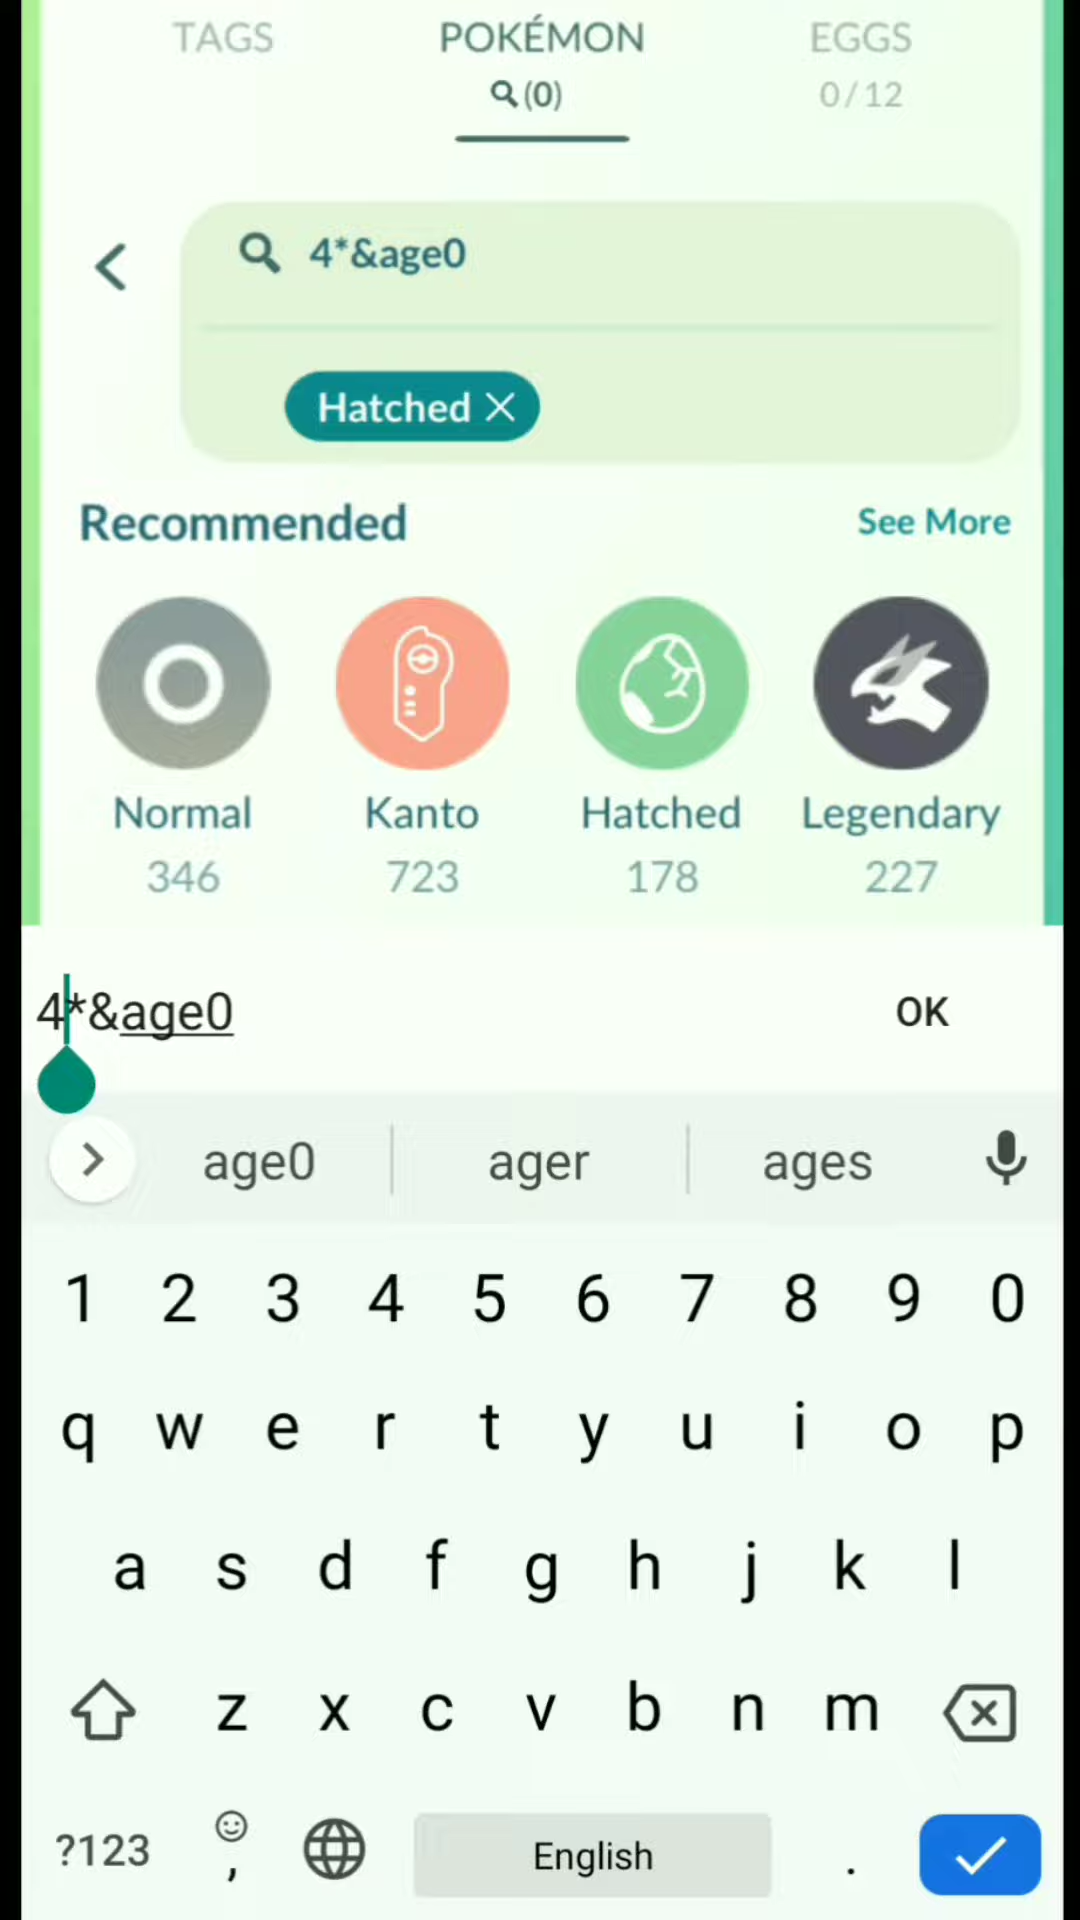 TAGS POKÉMON EGGS
(0) 0 / 12
4*&age0
Hatched
Recommended See More
Normal Kanto Hatched Legendary
346 723 178 227
4*&age0 OK
age0 ager ages
1 2 3 4 5 6 7 8 9 0
q w e r t y u i o p
a s d f g h j k l
z x c v b n m
?123 , English .